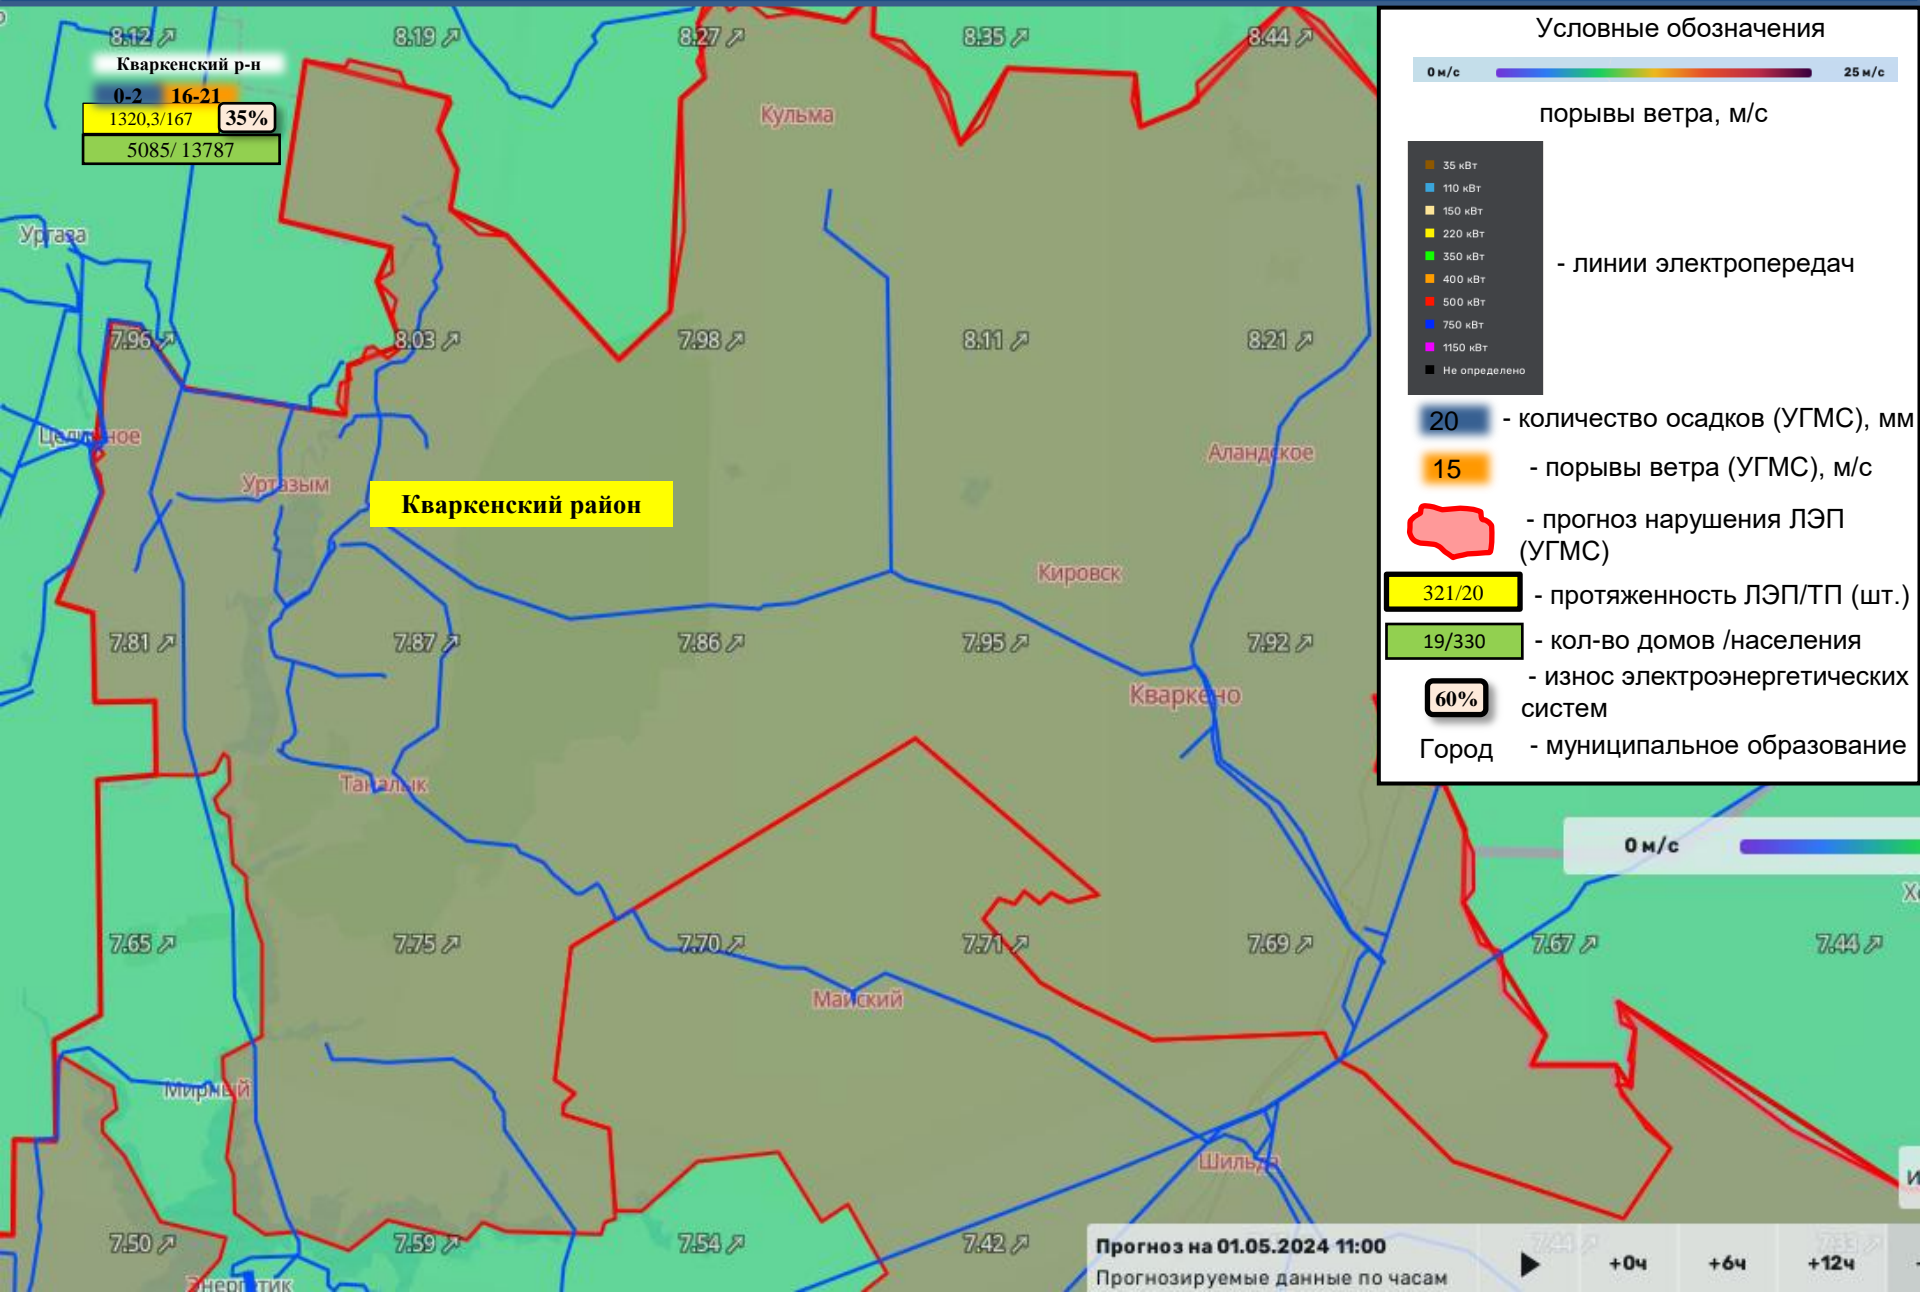 8.12
8.19
8.27
8.35
8.44
Кваркенский р-н
0-2 16-21
1320,3/167 35%
5085/ 13787
Кульма
Ургаза
7.96
8.03
7.98
8.11
8.21
Целинное
Уртазым
Аландское
Кваркенский район
Кировск
7.81
7.87
7.86
7.95
7.92
Кваркено
Таналык
7.65
7.75
7.70
7.71
7.69
7.67
7.44
Майский
Мирный
Шильда
7.50
7.59
7.54
7.42
7.44
7.33
Энергетик
Условные обозначения
0 м/с 25 м/с
порывы ветра, м/с
35 кВт
110 кВт
150 кВт
220 кВт
350 кВт
400 кВт
500 кВт
750 кВт
1150 кВт
Не определено
- линии электропередач
20 - количество осадков (УГМС), мм
15 - порывы ветра (УГМС), м/с
- прогноз нарушения ЛЭП
(УГМС)
321/20 - протяженность ЛЭП/ТП (шт.)
19/330 - кол-во домов /населения
60% - износ электроэнергетических
систем
Город - муниципальное образование
0 м/с
Прогноз на 01.05.2024 11:00
Прогнозируемые данные по часам
+0ч +6ч +12ч